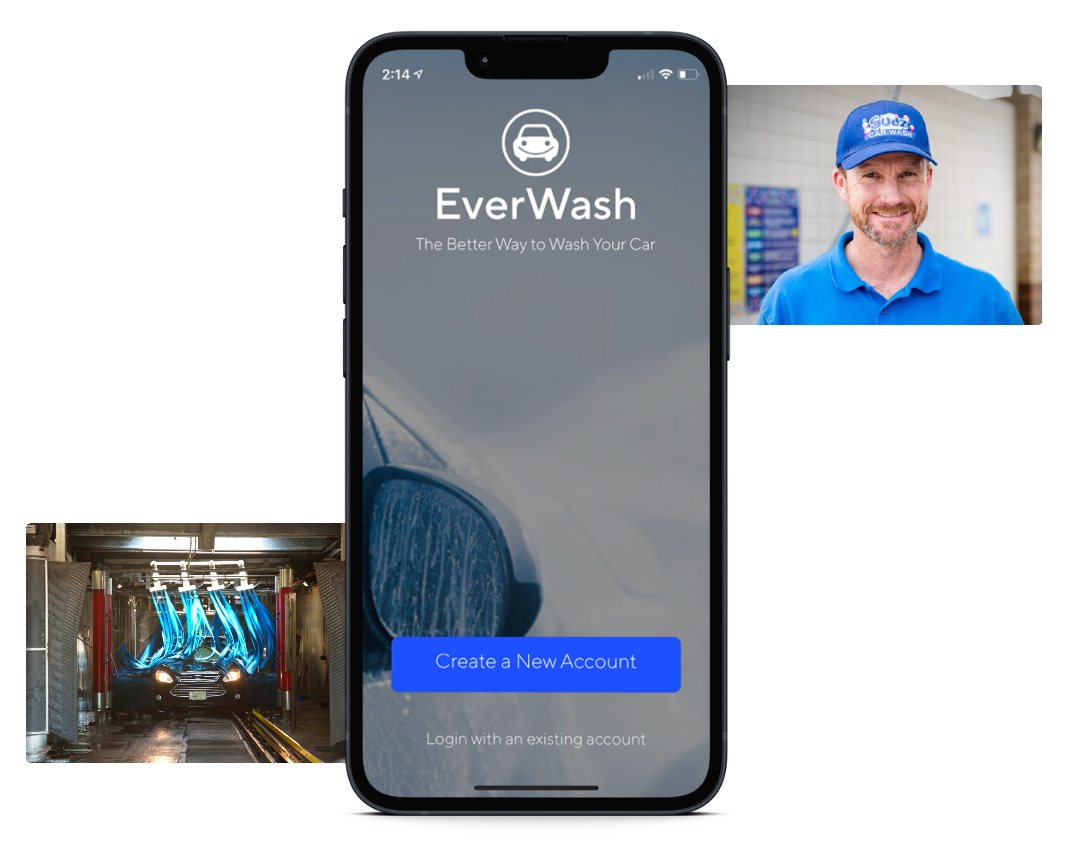 2:14
EverWash
The Better Way to Wash Your Car
Sudz
CAR WASH
Create a New Account
Login with an existing account